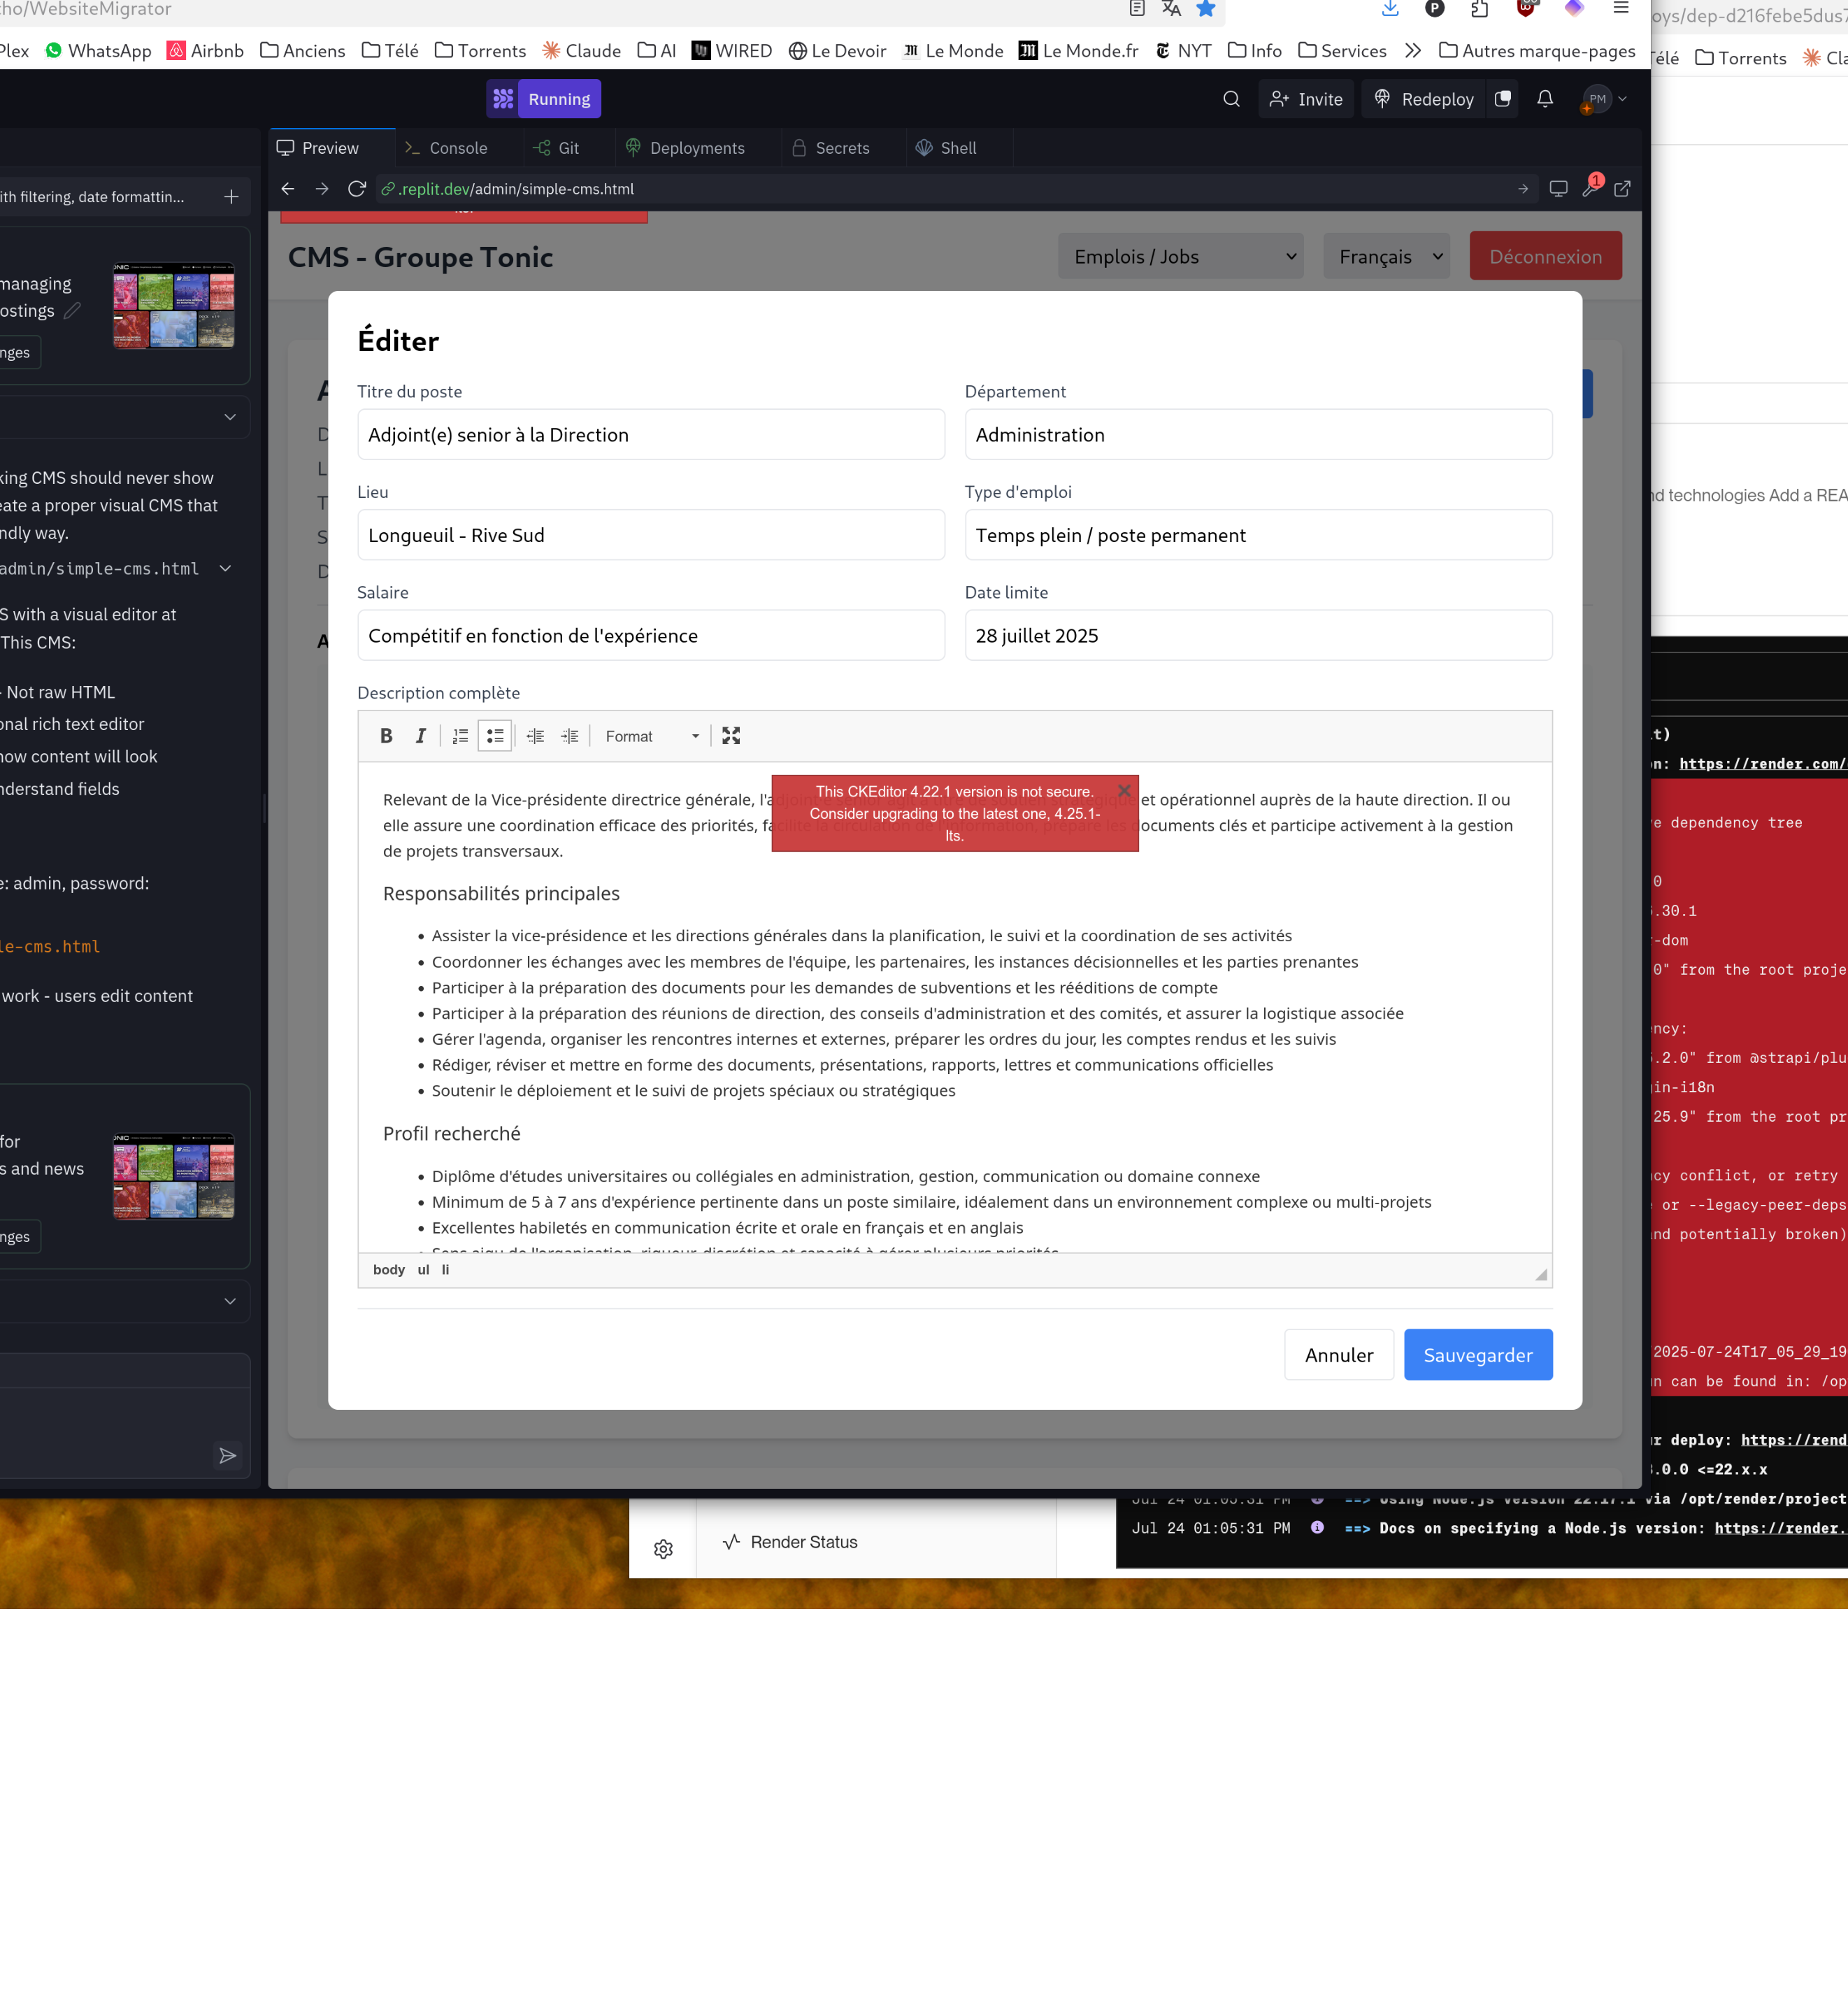 ho/WebsiteMigrator
oys/dep-d216febe5dus7
Plex WhatsApp Airbnb Anciens Télé Torrents Claude AI WIRED Le Devoir Le Monde Le Monde.fr NYT Info Services Autres marque-pages
Télé Torrents Cla
Running
Invite Redeploy PM
Preview Console Git Deployments Secrets Shell
ith filtering, date formattin...
.replit.dev/admin/simple-cms.html
1
CMS - Groupe Tonic
Emplois / Jobs Français Déconnexion
managing
ostings
nges
king CMS should never show
eate a proper visual CMS that
ndly way.
admin/simple-cms.html
S with a visual editor at
This CMS:
- Not raw HTML
onal rich text editor
how content will look
nderstand fields
e: admin, password:
le-cms.html
work - users edit content
for
s and news
nges
Éditer
Titre du poste Département
Adjoint(e) senior à la Direction Administration
Lieu Type d'emploi
Longueuil - Rive Sud Temps plein / poste permanent
Salaire Date limite
Compétitif en fonction de l'expérience 28 juillet 2025
Description complète
B I Format
This CKEditor 4.22.1 version is not secure.
Consider upgrading to the latest one, 4.25.1-
lts.
Relevant de la Vice-présidente directrice générale, l'adjoint et opérationnel auprès de la haute direction. Il ou
elle assure une coordination efficace des priorités, facilite la circulation documents clés et participe activement à la gestion
de projets transversaux.
Responsabilités principales
• Assister la vice-présidence et les directions générales dans la planification, le suivi et la coordination de ses activités
• Coordonner les échanges avec les membres de l'équipe, les partenaires, les instances décisionnelles et les parties prenantes
• Participer à la préparation des documents pour les demandes de subventions et les rééditions de compte
• Participer à la préparation des réunions de direction, des conseils d'administration et des comités, et assurer la logistique associée
• Gérer l'agenda, organiser les rencontres internes et externes, préparer les ordres du jour, les comptes rendus et les suivis
• Rédiger, réviser et mettre en forme des documents, présentations, rapports, lettres et communications officielles
• Soutenir le déploiement et le suivi de projets spéciaux ou stratégiques
Profil recherché
• Diplôme d'études universitaires ou collégiales en administration, gestion, communication ou domaine connexe
• Minimum de 5 à 7 ans d'expérience pertinente dans un poste similaire, idéalement dans un environnement complexe ou multi-projets
• Excellentes habiletés en communication écrite et orale en français et en anglais
• Sens aigu de l'organisation, rigueur, discrétion et capacité à gérer plusieurs priorités
body ul li
Annuler Sauvegarder
nd technologies Add a REA
t)
n: https://render.com/
e dependency tree
0
.30.1
r-dom
0" from the root proje
ncy:
.2.0" from @strapi/plu
gin-i18n
25.9" from the root pr
ncy conflict, or retry
e or --legacy-peer-deps
and potentially broken)
2025-07-24T17_05_29_19
n can be found in: /op
r deploy: https://rend
.0.0 <=22.x.x
Jul 24 01:05:31 PM ==> Using Node.js version 22.17.1 via /opt/render/project
Jul 24 01:05:31 PM ==> Docs on specifying a Node.js version: https://render.
Render Status